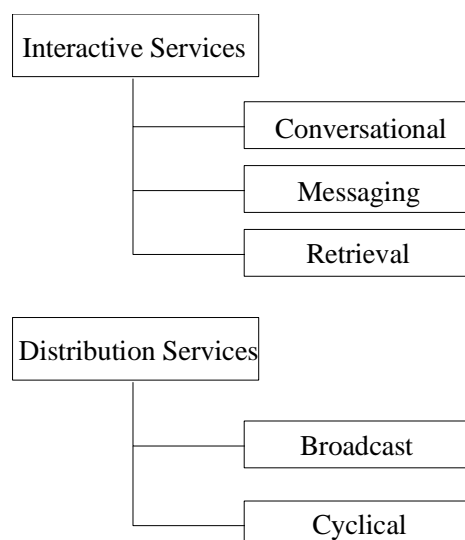 Interactive Services
Conversational
Messaging
Retrieval
Distribution Services
Broadcast
Cyclical